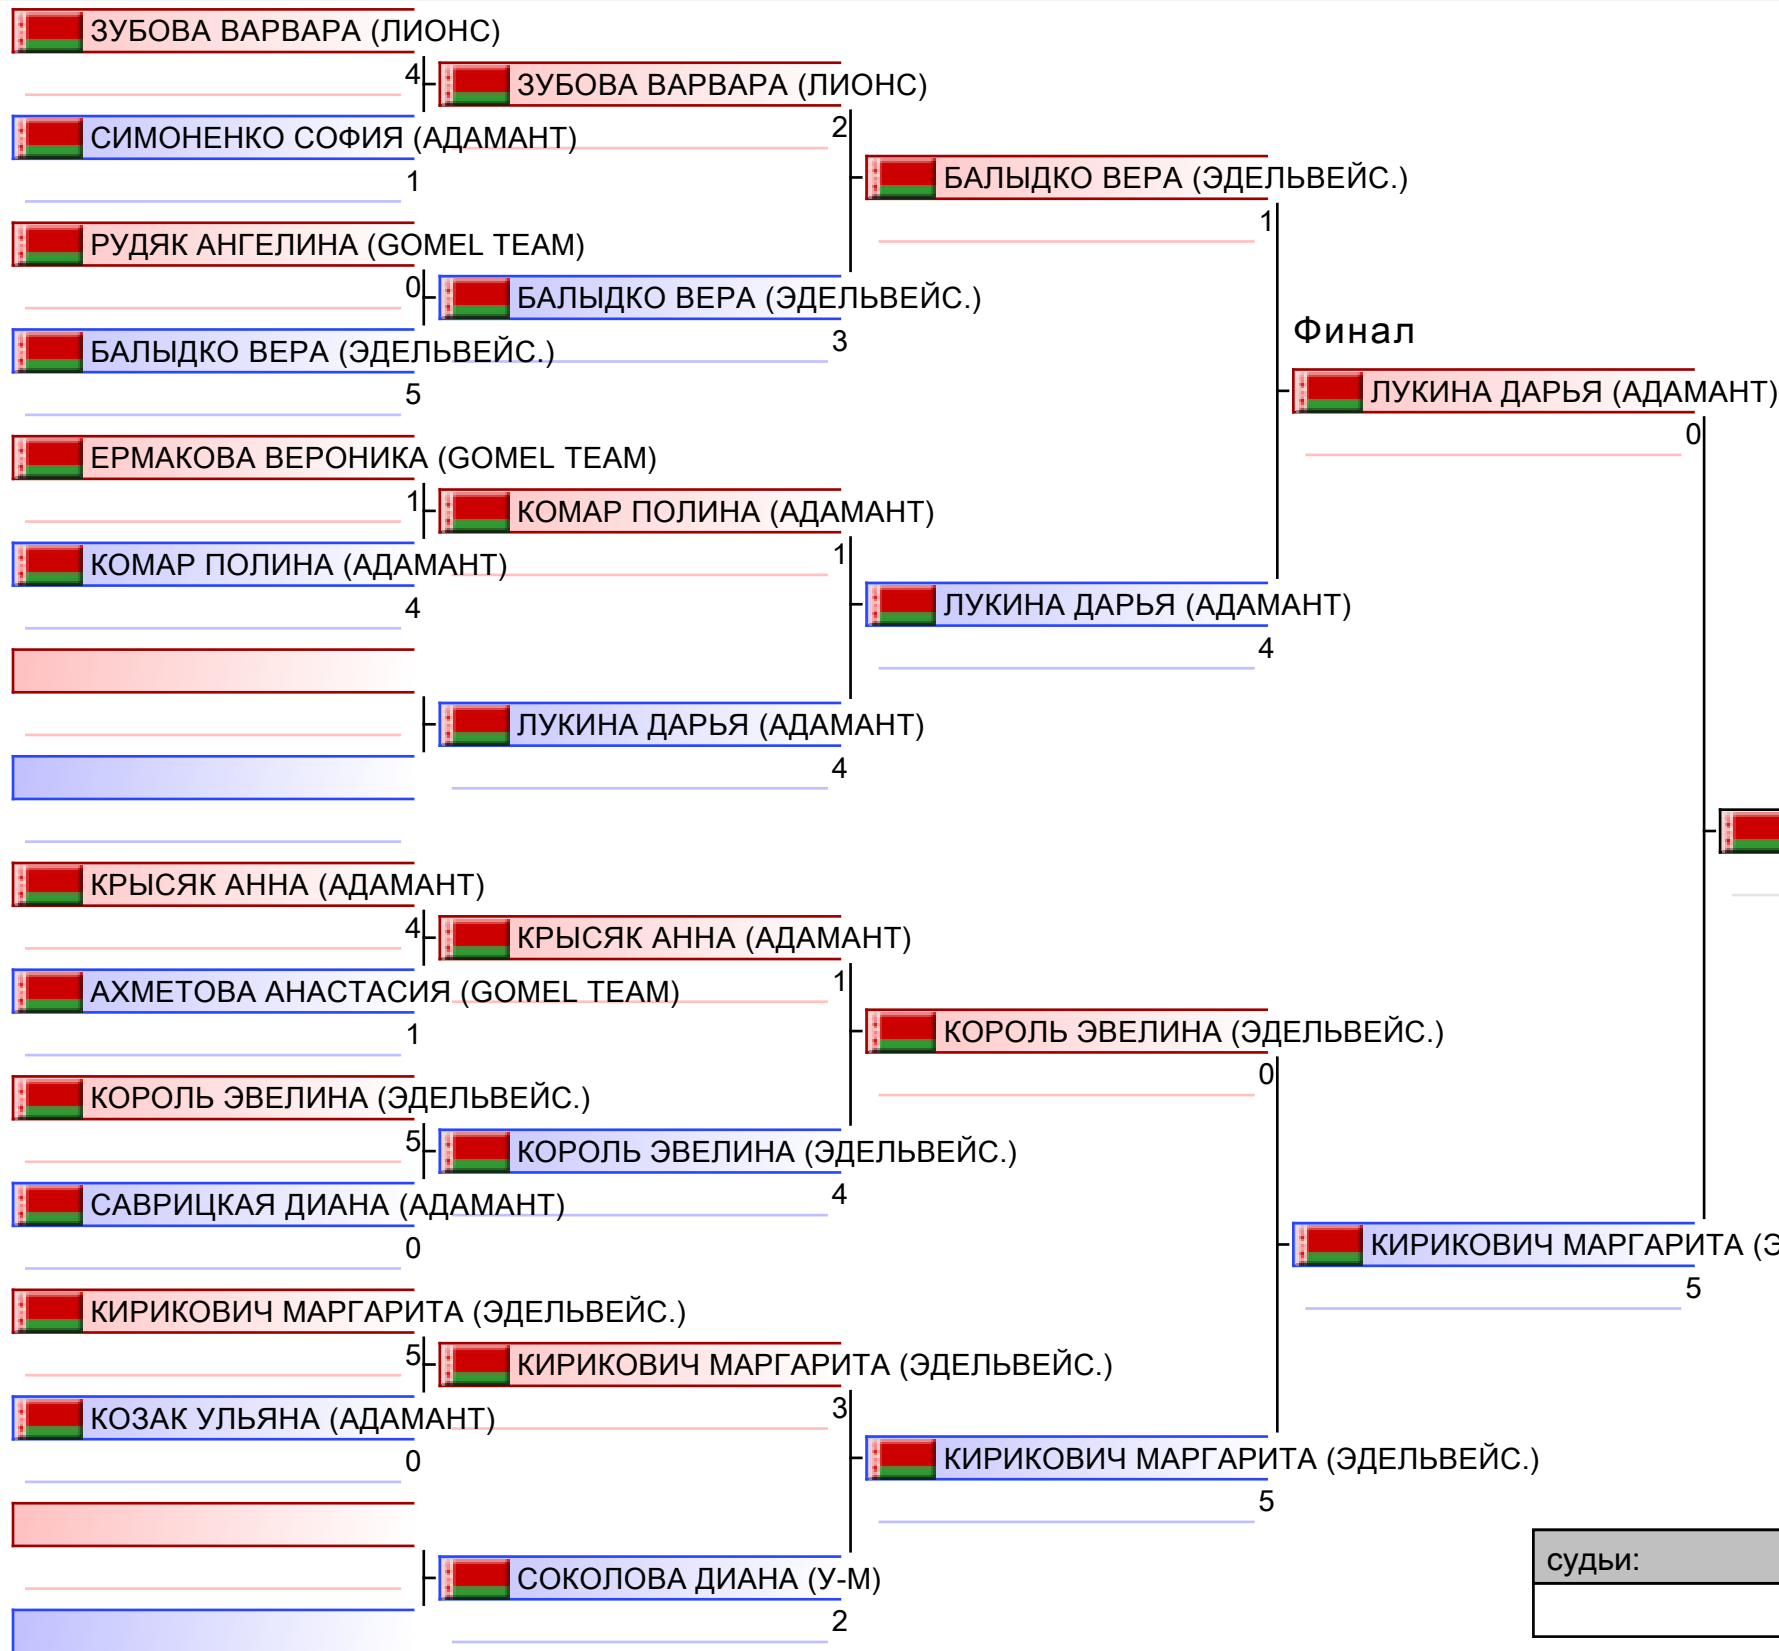 ЗУБОВА ВАРВАРА (ЛИОНС)
4
СИМОНЕНКО СОФИЯ (АДАМАНТ)
1
РУДЯК АНГЕЛИНА (GOMEL TEAM)
0
БАЛЫДКО ВЕРА (ЭДЕЛЬВЕЙС.)
5
ЕРМАКОВА ВЕРОНИКА (GOMEL TEAM)
1
КОМАР ПОЛИНА (АДАМАНТ)
4
КРЫСЯК АННА (АДАМАНТ)
4
АХМЕТОВА АНАСТАСИЯ (GOMEL TEAM)
1
КОРОЛЬ ЭВЕЛИНА (ЭДЕЛЬВЕЙС.)
5
САВРИЦКАЯ ДИАНА (АДАМАНТ)
0
КИРИКОВИЧ МАРГАРИТА (ЭДЕЛЬВЕЙС.)
5
КОЗАК УЛЬЯНА (АДАМАНТ)
0
ЗУБОВА ВАРВАРА (ЛИОНС)
2
БАЛЫДКО ВЕРА (ЭДЕЛЬВЕЙС.)
3
КОМАР ПОЛИНА (АДАМАНТ)
1
ЛУКИНА ДАРЬЯ (АДАМАНТ)
4
КРЫСЯК АННА (АДАМАНТ)
1
КОРОЛЬ ЭВЕЛИНА (ЭДЕЛЬВЕЙС.)
4
КИРИКОВИЧ МАРГАРИТА (ЭДЕЛЬВЕЙС.)
3
СОКОЛОВА ДИАНА (У-М)
2
БАЛЫДКО ВЕРА (ЭДЕЛЬВЕЙС.)
1
ЛУКИНА ДАРЬЯ (АДАМАНТ)
4
КОРОЛЬ ЭВЕЛИНА (ЭДЕЛЬВЕЙС.)
0
КИРИКОВИЧ МАРГАРИТА (ЭДЕЛЬВЕЙС.)
5
Финал
ЛУКИНА ДАРЬЯ (АДАМАНТ)
0
КИРИКОВИЧ МАРГАРИТА (Э
5
судьи: